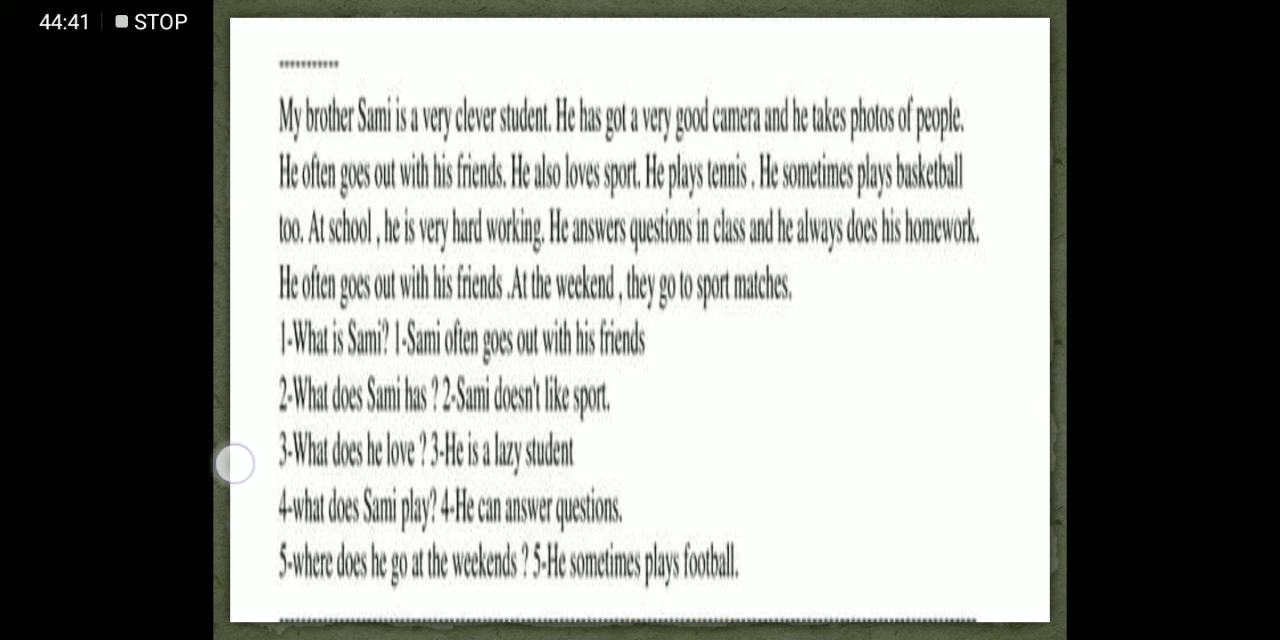 44:41 STOP
My brother Sami is a very clever student. He has got a very good camera and he takes photos of people.
He often goes out with his friends. He also loves sport. He plays tennis . He sometimes plays basketball
too. At school , he is very hard working. He answers questions in class and he always does his homework.
He often goes out with his friends .At the weekend , they go to sport matches.
1-What is Sami? 1-Sami often goes out with his friends
2-What does Sami has ? 2-Sami doesn't like sport.
3-What does he love ? 3-He is a lazy student
4-what does Sami play? 4-He can answer questions.
5-where does he go at the weekends ? 5-He sometimes plays football.